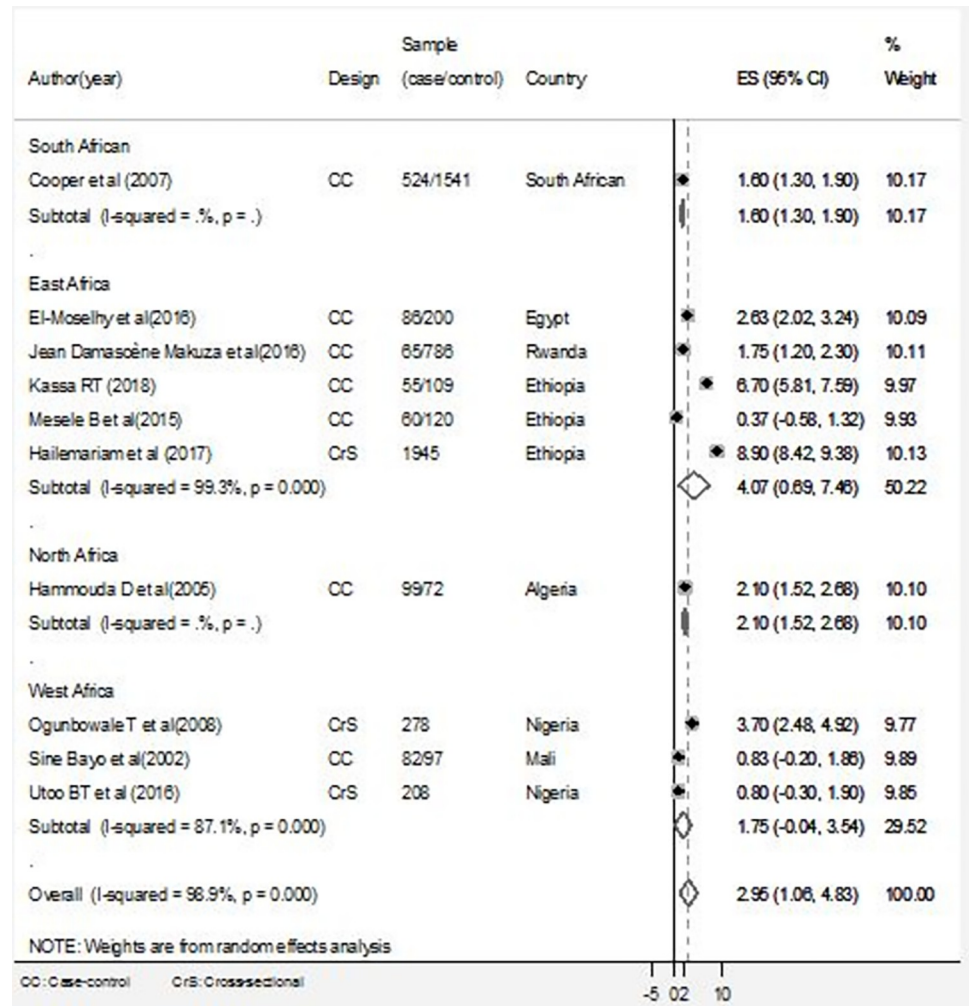 Sample %
Author(year) Design (case/control) Country ES (95% CI) Weight
South African
Cooper et al (2007) CC 524/1541 South African 1.60 (1.30, 1.90) 10.17
Subtotal (I-squared = .%, p = .) 1.60 (1.30, 1.90) 10.17
.
East Africa
El-Moselhy et al(2016) CC 86/200 Egypt 2.63 (2.02, 3.24) 10.09
Jean Damascène Makuza et al(2016) CC 65/786 Rwanda 1.75 (1.20, 2.30) 10.11
Kassa RT (2018) CC 55/109 Ethiopia 6.70 (5.81, 7.59) 9.97
Mesele B et al(2015) CC 60/120 Ethiopia 0.37 (-0.58, 1.32) 9.93
Hailemariam et al (2017) CrS 1945 Ethiopia 8.90 (8.42, 9.38) 10.13
Subtotal (I-squared = 99.3%, p = 0.000) 4.07 (0.69, 7.46) 50.22
.
North Africa
Hammouda D et al(2005) CC 99/72 Algeria 2.10 (1.52, 2.68) 10.10
Subtotal (I-squared = .%, p = .) 2.10 (1.52, 2.68) 10.10
.
West Africa
Ogunbowale T et al(2008) CrS 278 Nigeria 3.70 (2.48, 4.92) 9.77
Sine Bayo et al(2002) CC 82/97 Mali 0.83 (-0.20, 1.86) 9.89
Utoo BT et al (2016) CrS 208 Nigeria 0.80 (-0.30, 1.90) 9.85
Subtotal (I-squared = 87.1%, p = 0.000) 1.75 (-0.04, 3.54) 29.52
.
Overall (I-squared = 98.9%, p = 0.000) 2.95 (1.06, 4.83) 100.00
NOTE: Weights are from random effects analysis
CC: Case-control CrS: Cross-sectional
-5 0 2 10